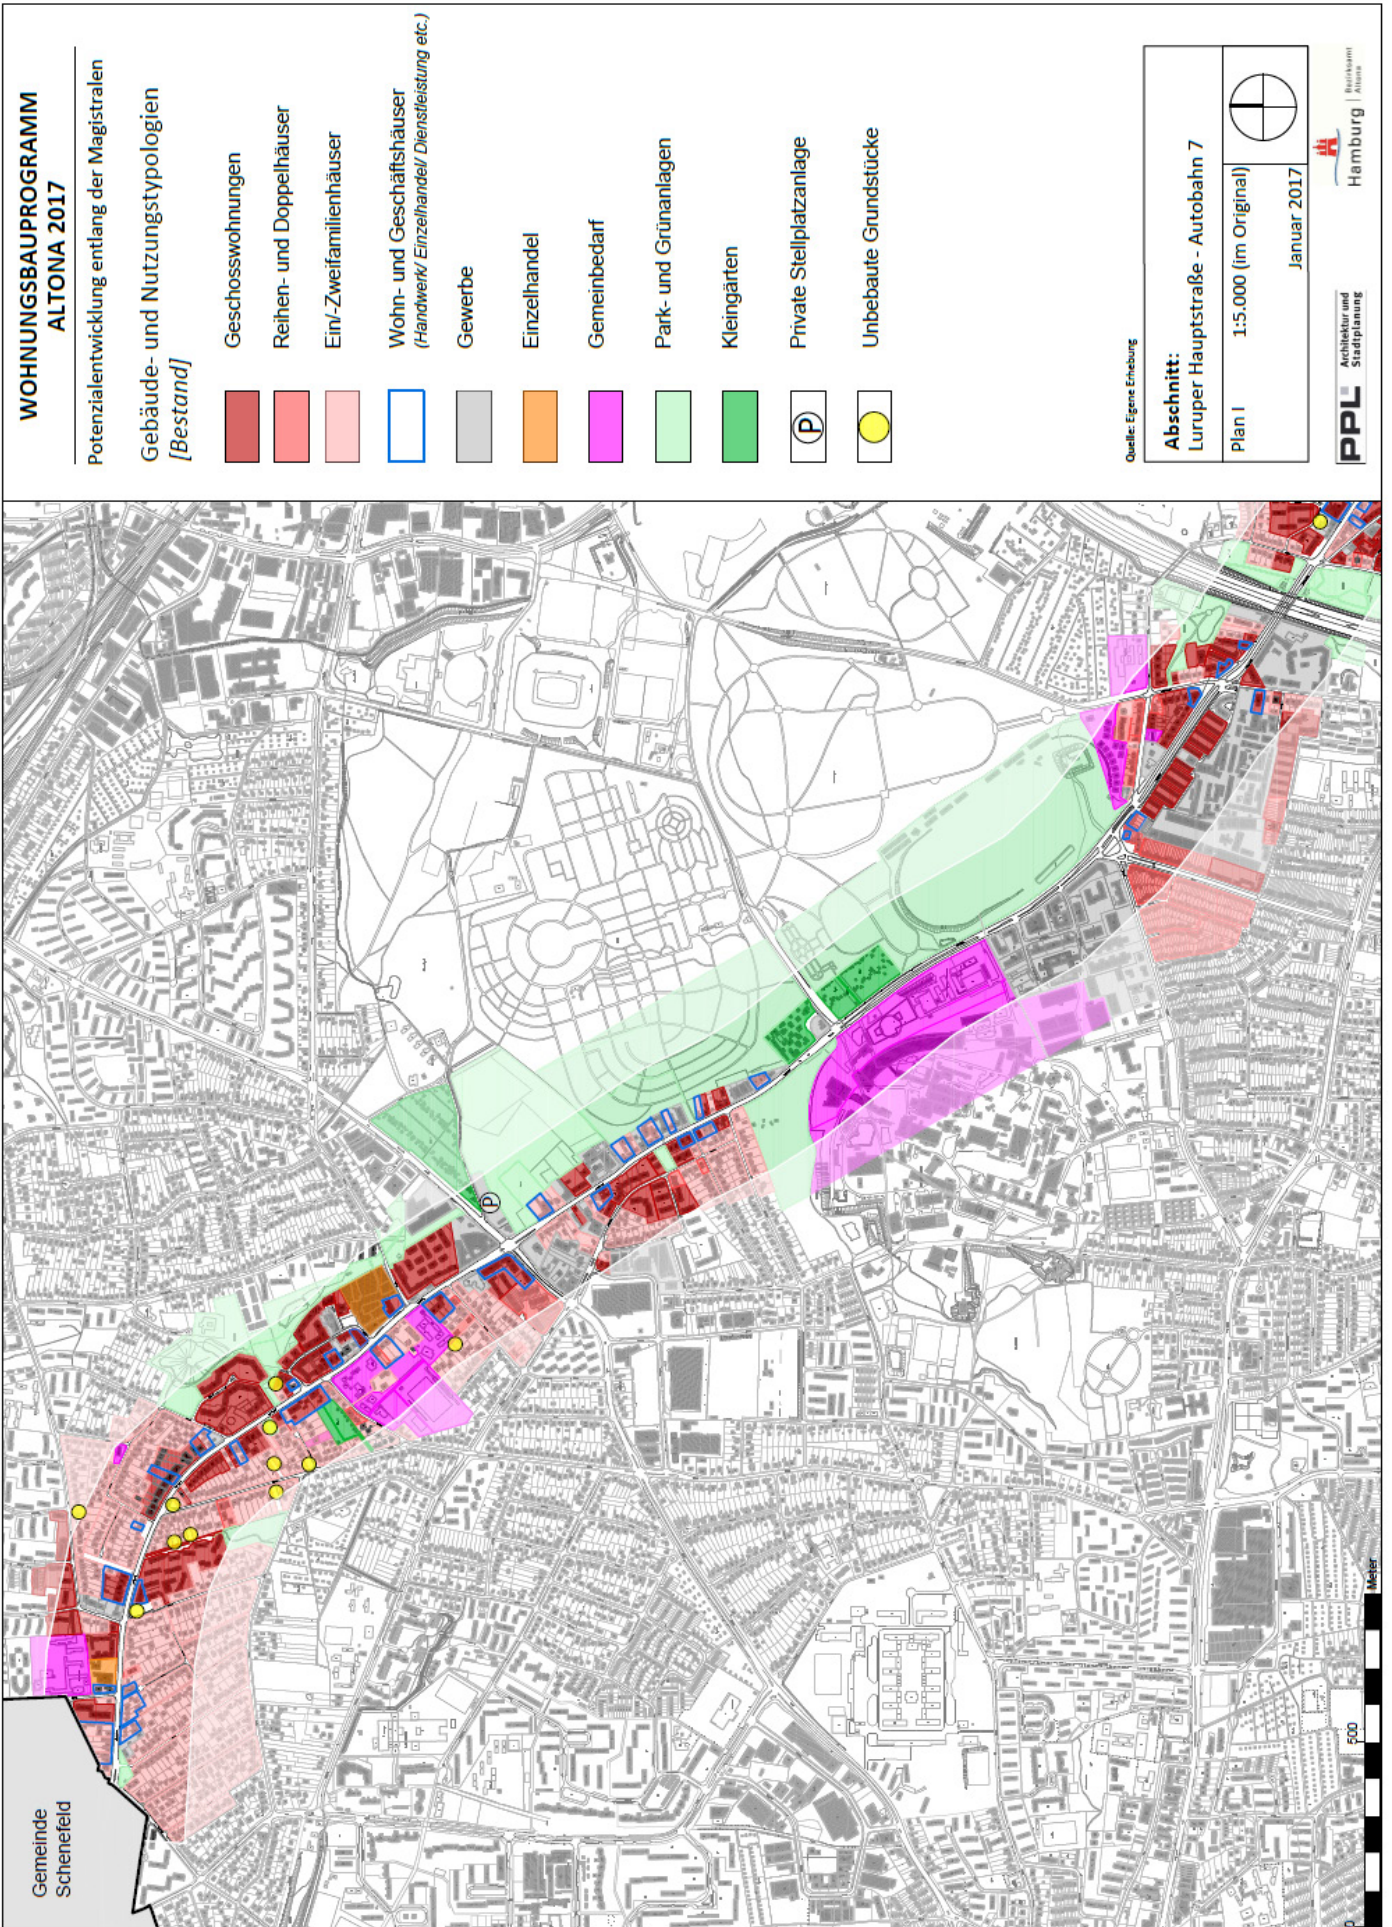 WOHNUNGSBAUPROGRAMM
ALTONA 2017
Potenzialentwicklung entlang der Magistralen
Gebäude- und Nutzungstypologien
[Bestand]
Geschosswohnungen
Reihen- und Doppelhäuser
Ein/-Zweifamilienhäuser
Wohn- und Geschäftshäuser
(Handwerk/ Einzelhandel/ Dienstleistung etc.)
Gewerbe
Einzelhandel
Gemeinbedarf
Park- und Grünanlagen
Kleingärten
P
Private Stellplatzanlage
Unbebaute Grundstücke
Quelle: Eigene Erhebung
Abschnitt:
Luruper Hauptstraße - Autobahn 7
Plan I
1:5.000 (im Original)
Januar 2017
PPL
Architektur und
Stadtplanung
Hamburg
Bezirksamt
Altona
Gemeinde
Schenefeld
P
0
500
Meter